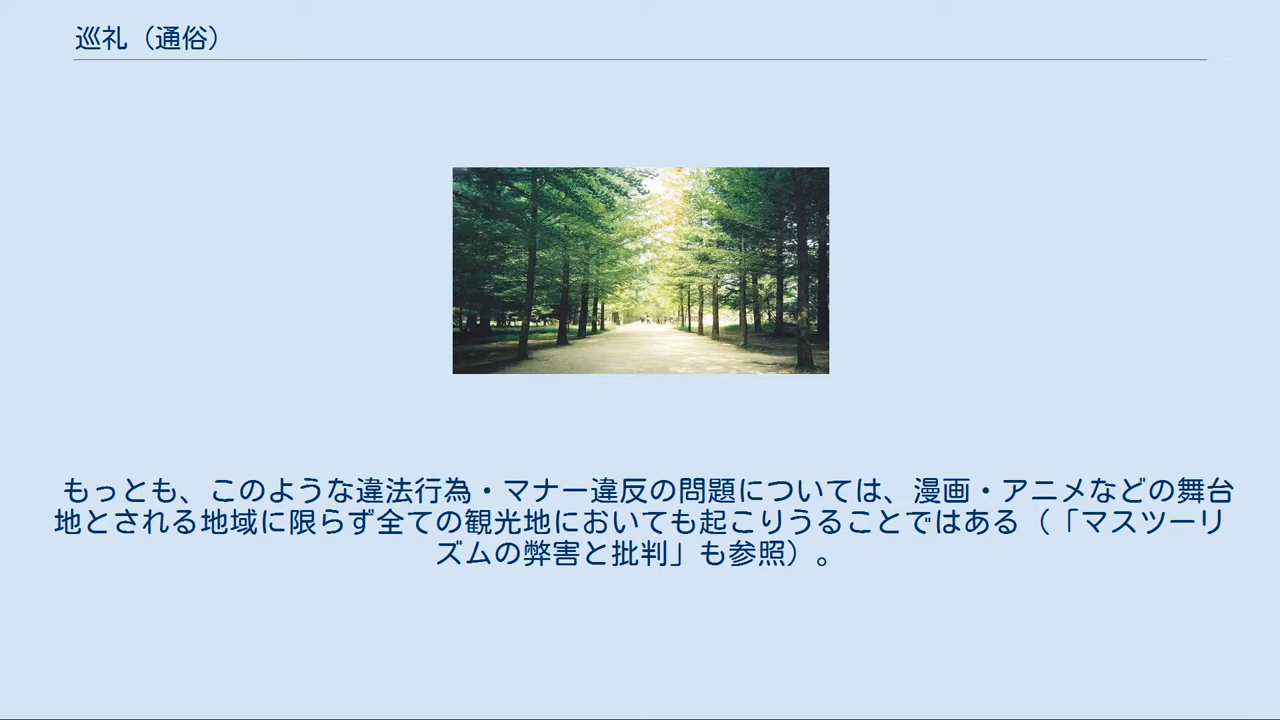 巡礼（通俗）
もっとも、このような違法行為・マナー違反の問題については、漫画・アニメなどの舞台
地とされる地域に限らず全ての観光地においても起こりうることではある（「マスツーリ
ズムの弊害と批判」も参照）。